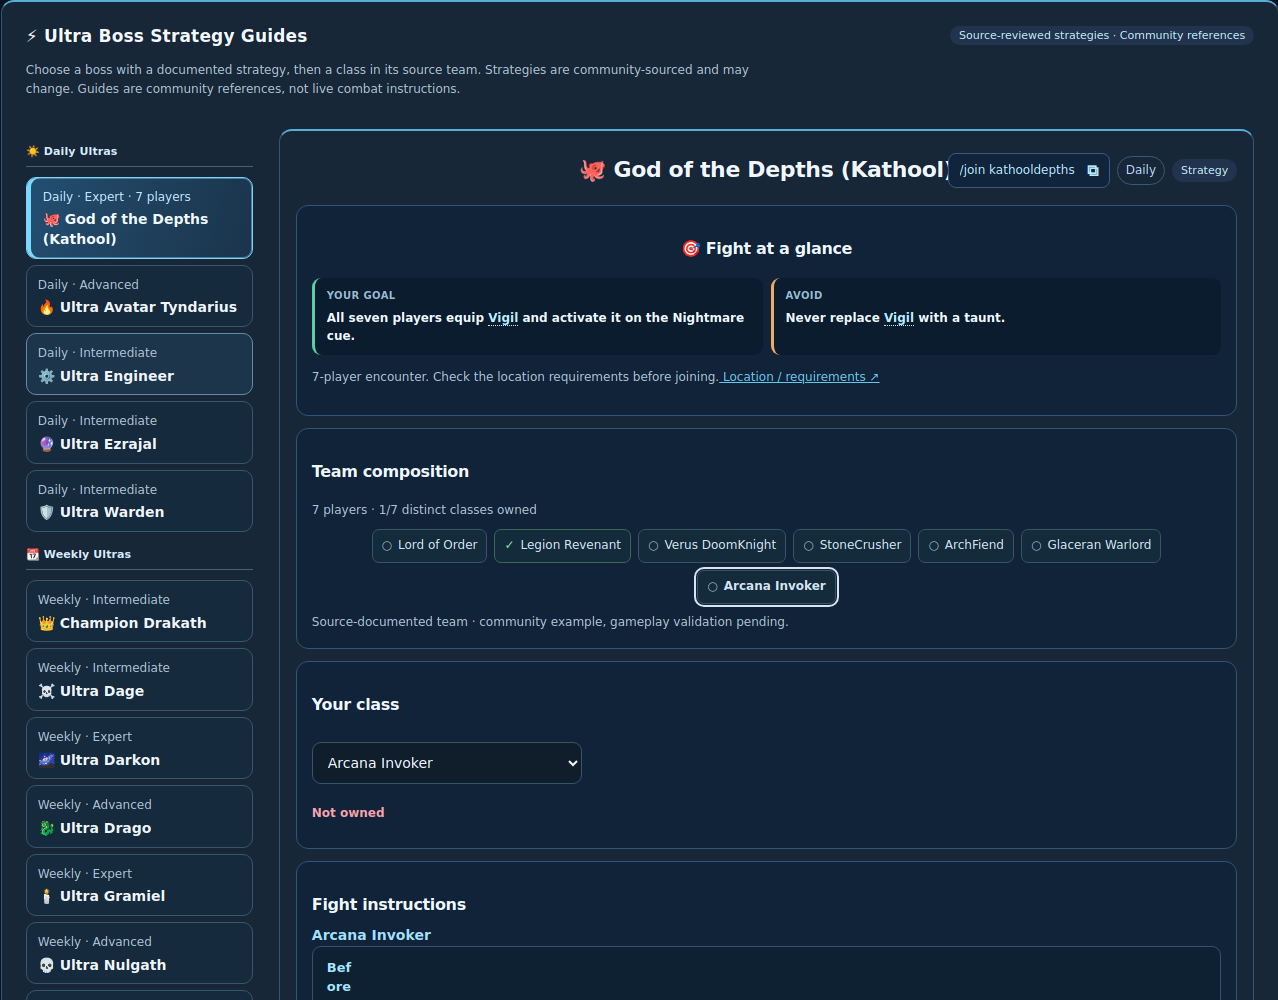 ⚡ Ultra Boss Strategy Guides
Source-reviewed strategies · Community references
Choose a boss with a documented strategy, then a class in its source team. Strategies are community-sourced and may
change. Guides are community references, not live combat instructions.
☀️ Daily Ultras
Daily · Expert · 7 players
🐙 God of the Depths
(Kathool)
Daily · Advanced
🔥 Ultra Avatar Tyndarius
Daily · Intermediate
⚙️ Ultra Engineer
Daily · Intermediate
🔮 Ultra Ezrajal
Daily · Intermediate
🛡️ Ultra Warden
📆 Weekly Ultras
Weekly · Intermediate
👑 Champion Drakath
Weekly · Intermediate
☠️ Ultra Dage
Weekly · Expert
🌌 Ultra Darkon
Weekly · Advanced
🐉 Ultra Drago
Weekly · Expert
🕯️ Ultra Gramiel
Weekly · Advanced
💀 Ultra Nulgath
🐙 God of the Depths (Kathool)
/join kathooldepths ⧉
Daily
Strategy
🎯 Fight at a glance
YOUR GOAL
All seven players equip Vigil and activate it on the Nightmare
cue.
AVOID
Never replace Vigil with a taunt.
7-player encounter. Check the location requirements before joining. Location / requirements ↗
Team composition
7 players · 1/7 distinct classes owned
○ Lord of Order
✓ Legion Revenant
○ Verus DoomKnight
○ StoneCrusher
○ ArchFiend
○ Glaceran Warlord
○ Arcana Invoker
Source-documented team · community example, gameplay validation pending.
Your class
Arcana Invoker
Not owned
Fight instructions
Arcana Invoker
Bef
ore